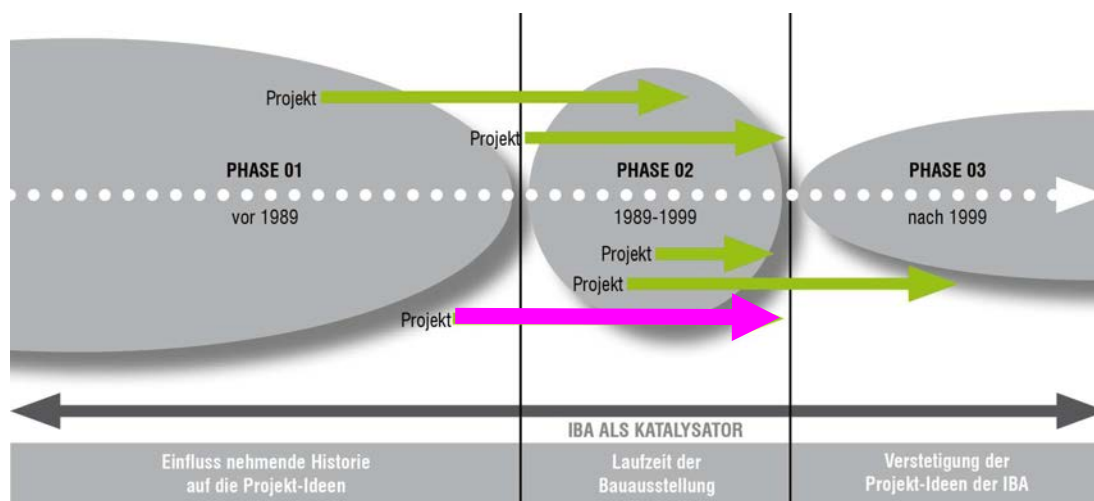 Projekt
Projekt
PHASE 01
vor 1989
PHASE 02
1989-1999
PHASE 03
nach 1999
Projekt
Projekt
Projekt
IBA ALS KATALYSATOR
Einfluss nehmende Historie
auf die Projekt-Ideen
Laufzeit der
Bauausstellung
Verstetigung der
Projekt-Ideen der IBA